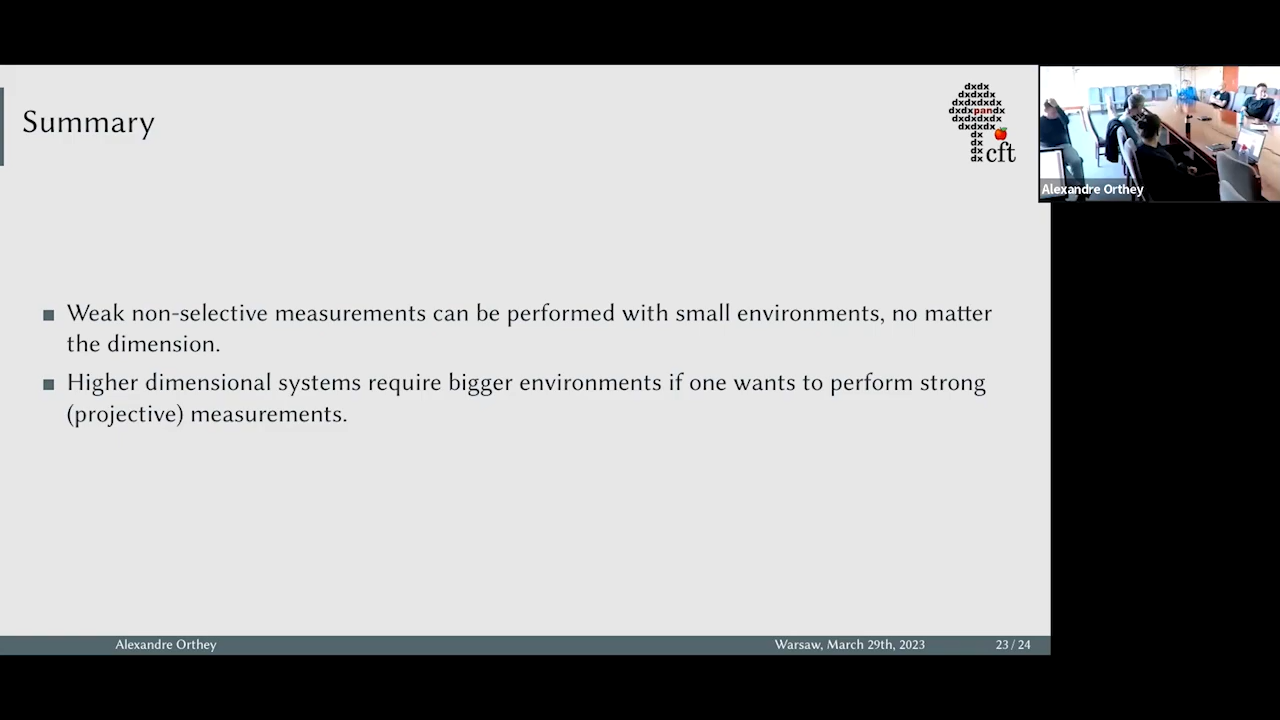 Summary
dxdx
dxdxdx
dxdxdxdx
dxdxpandx
dxdxdxdx
dxdxdx
dx
dx
dx
dx cft
Alexandre Orthey
Weak non-selective measurements can be performed with small environments, no matter
the dimension.
Higher dimensional systems require bigger environments if one wants to perform strong
(projective) measurements.
Alexandre Orthey
Warsaw, March 29th, 2023
23 / 24